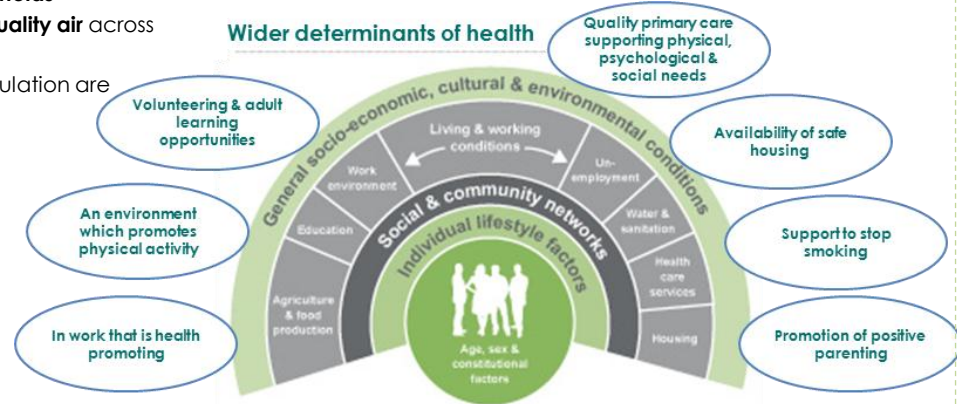 uality air across
ulation are
Wider determinants of health
Quality primary care
supporting physical,
psychological &
social needs
Volunteering & adult
learning
opportunities
Availability of safe
housing
An environment
which promotes
physical activity
Support to stop
smoking
In work that is health
promoting
Promotion of positive
parenting
General socio-economic, cultural & environmental conditions
Living & working
conditions
Work
environment
Un-
employment
Education
Water &
sanitation
Agriculture
& food
production
Health
care
services
Housing
Social & community networks
Individual lifestyle factors
Age, sex &
constitutional
factors